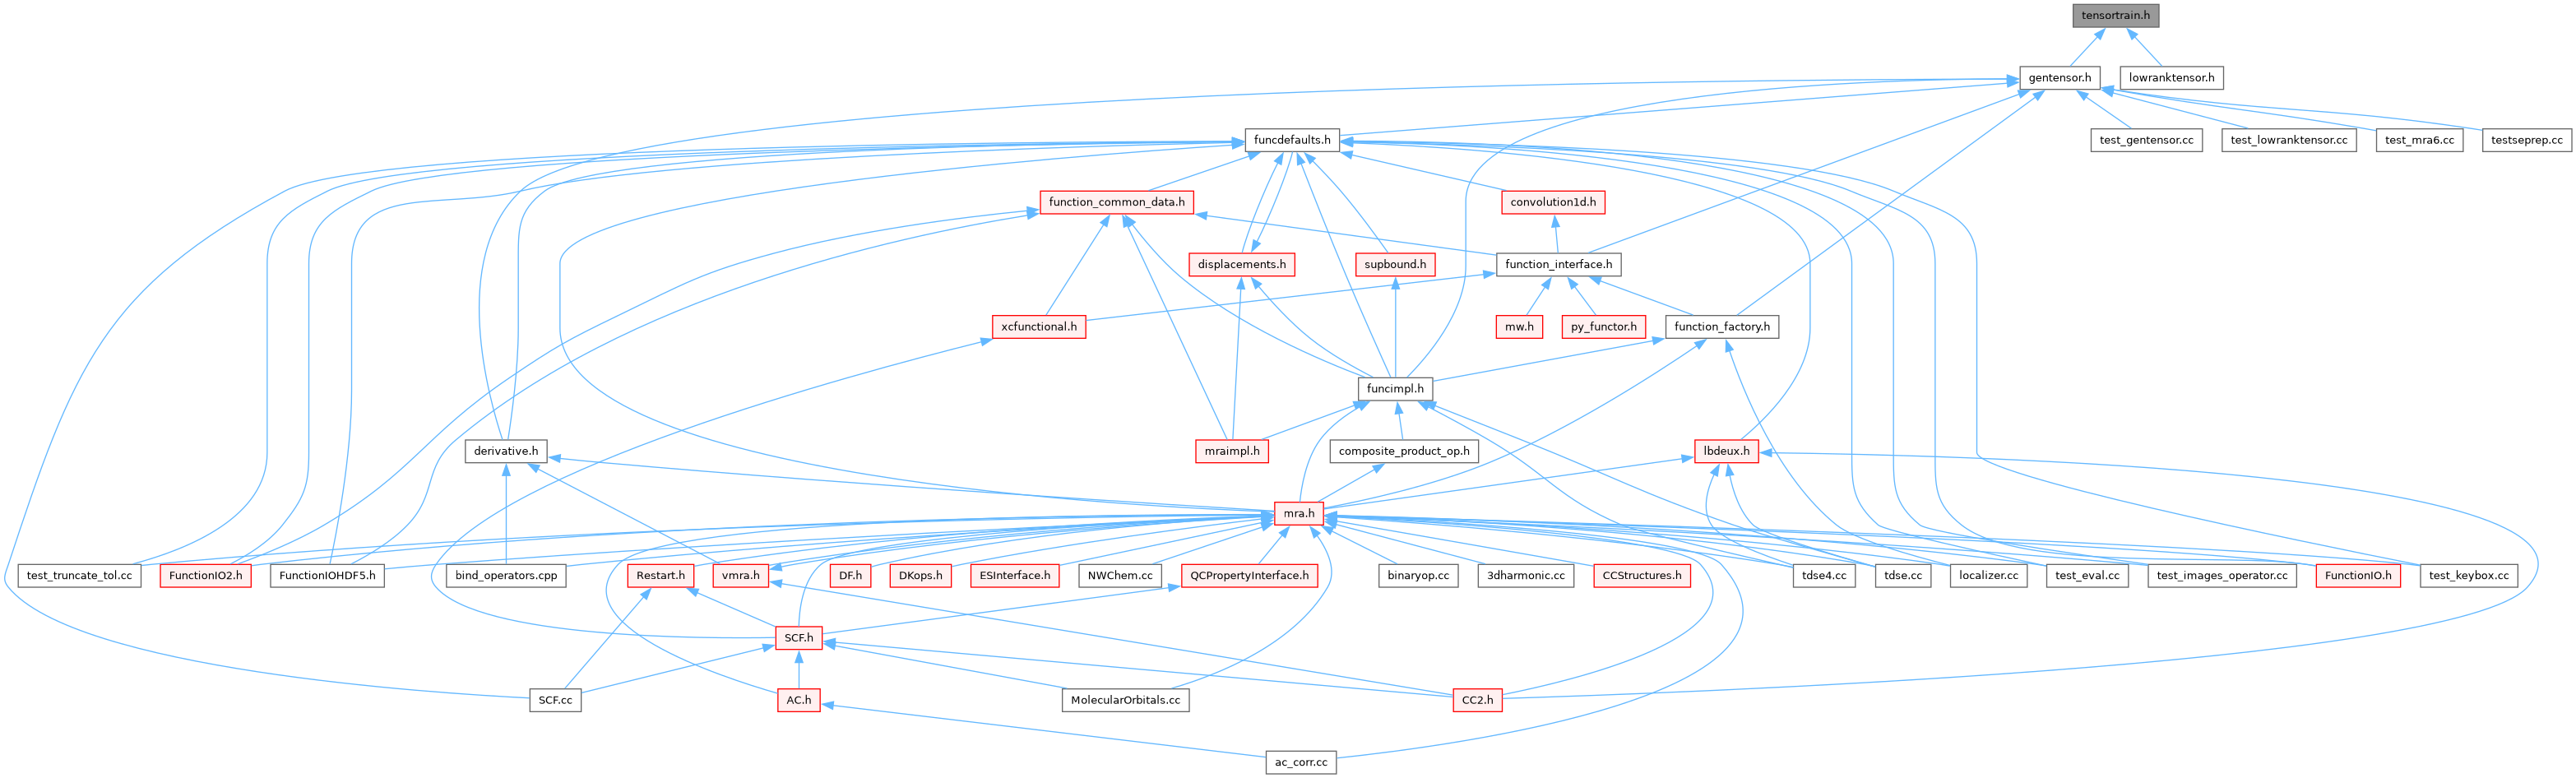 tensortrain.h
gentensor.h
lowranktensor.h
funcdefaults.h
test_gentensor.cc
test_lowranktensor.cc
test_mra6.cc
testseprep.cc
function_common_data.h
convolution1d.h
displacements.h
supbound.h
function_interface.h
xcfunctional.h
mw.h
py_functor.h
function_factory.h
funcimpl.h
derivative.h
mraimpl.h
composite_product_op.h
lbdeux.h
mra.h
test_truncate_tol.cc
FunctionIO2.h
FunctionIOHDF5.h
bind_operators.cpp
Restart.h
vmra.h
DF.h
DKops.h
ESInterface.h
NWChem.cc
QCPropertyInterface.h
binaryop.cc
3dharmonic.cc
CCStructures.h
tdse4.cc
tdse.cc
localizer.cc
test_eval.cc
test_images_operator.cc
FunctionIO.h
test_keybox.cc
SCF.h
SCF.cc
AC.h
MolecularOrbitals.cc
CC2.h
ac_corr.cc